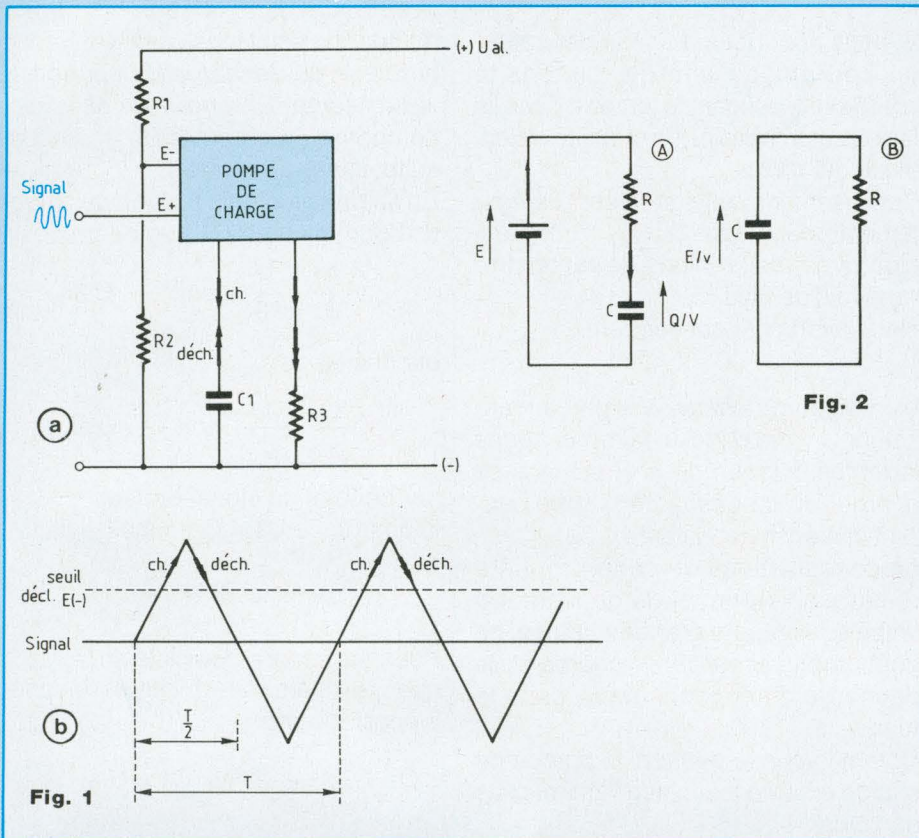 (+) U al.
R1
E-
POMPE
DE
CHARGE
Signal
E+
ch.
déch.
R2
C1
R3
a
(-)
A
R
E
C
Q/V
B
C
R
E/v
Fig. 2
ch.
déch.
ch.
déch.
seuil
décl. E(-)
Signal
b
T/2
T
Fig. 1